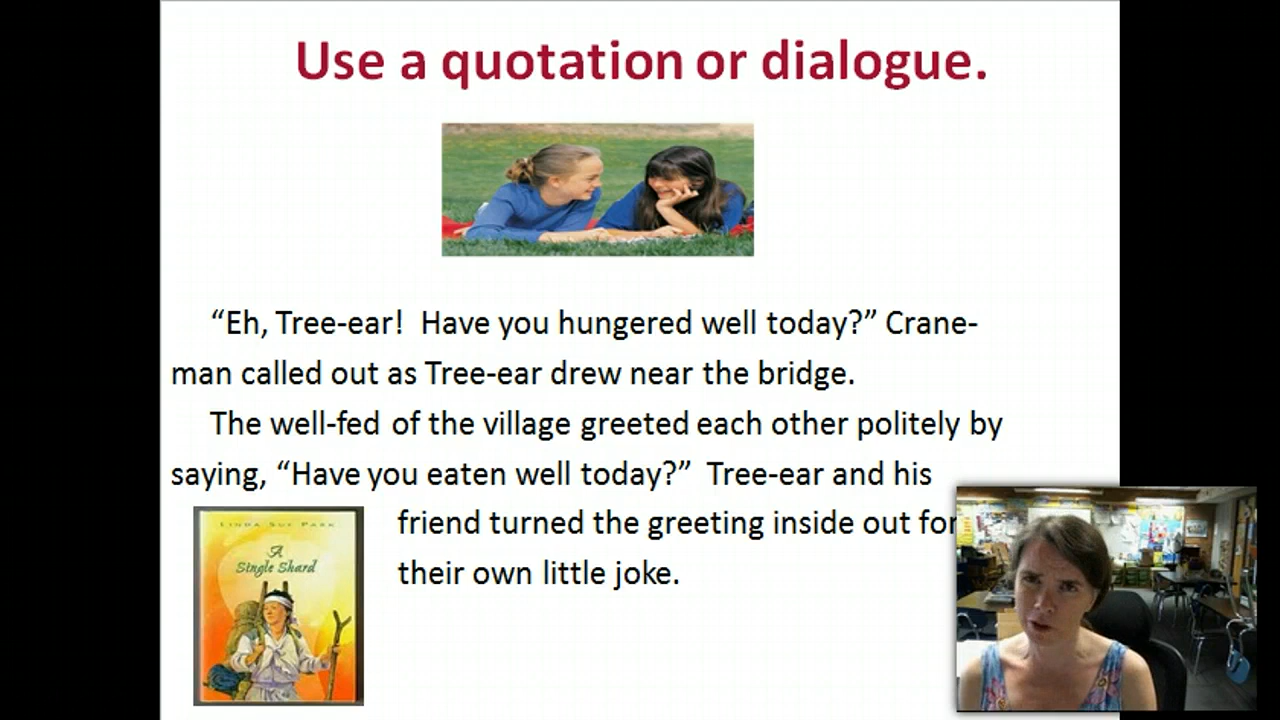 Use a quotation or dialogue.
“Eh, Tree-ear!  Have you hungered well today?” Crane-
man called out as Tree-ear drew near the bridge.
The well-fed of the village greeted each other politely by
saying, “Have you eaten well today?”  Tree-ear and his
friend turned the greeting inside out for
their own little joke.
LINDA SUE PARK
A
Single Shard